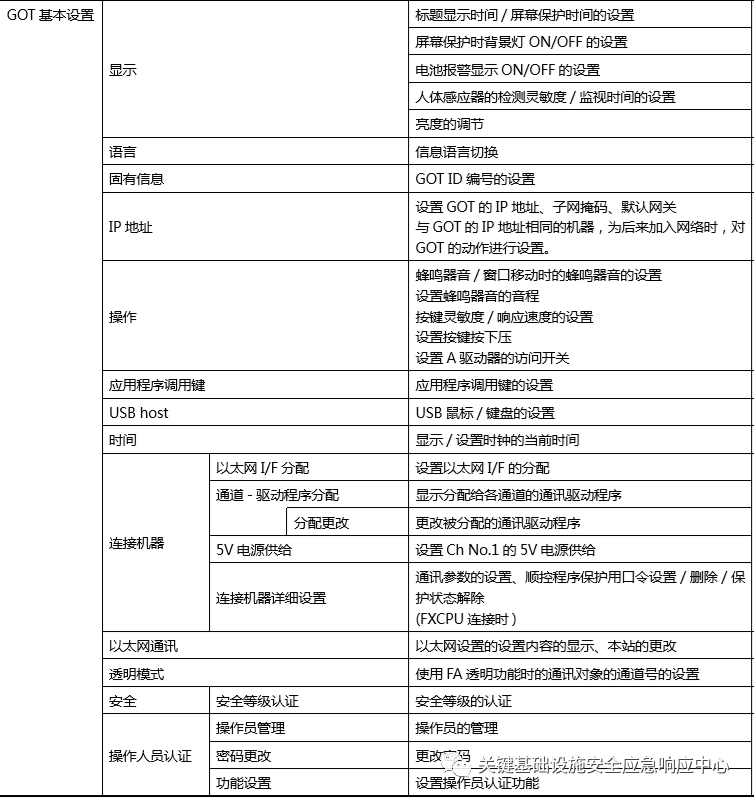 GOT 基本设置
显示
标题显示时间 / 屏幕保护时间的设置
屏幕保护时背景灯 ON/OFF 的设置
电池报警显示 ON/OFF 的设置
人体感应器的检测灵敏度 / 监视时间的设置
亮度的调节
语言
信息语言切换
固有信息
GOT ID 编号的设置
IP 地址
设置 GOT 的 IP 地址、子网掩码、默认网关
与 GOT 的 IP 地址相同的机器，为后来加入网络时，对
GOT 的动作进行设置。
操作
蜂鸣器音 / 窗口移动时的蜂鸣器音的设置
设置蜂鸣器音的音程
按键灵敏度 / 响应速度的设置
设置按键按下压
设置 A 驱动器的访问开关
应用程序调用键
应用程序调用键的设置
USB host
USB 鼠标 / 键盘的设置
时间
显示 / 设置时钟的当前时间
连接机器
以太网 I/F 分配
设置以太网 I/F 的分配
通道 - 驱动程序分配
显示分配给各通道的通讯驱动程序
分配更改
更改被分配的通讯驱动程序
5V 电源供给
设置 Ch No.1 的 5V 电源供给
连接机器详细设置
通讯参数的设置、顺控程序保护用口令设置 / 删除 / 保
护状态解除
(FXCPU 连接时 )
以太网通讯
以太网设置的设置内容的显示、本站的更改
透明模式
使用 FA 透明功能时的通讯对象的通道号的设置
安全
安全等级认证
安全等级的认证
操作人员认证
操作员管理
操作员的管理
密码更改
更改密码
功能设置
设置操作员认证功能
关键基础设施安全应急响应中心